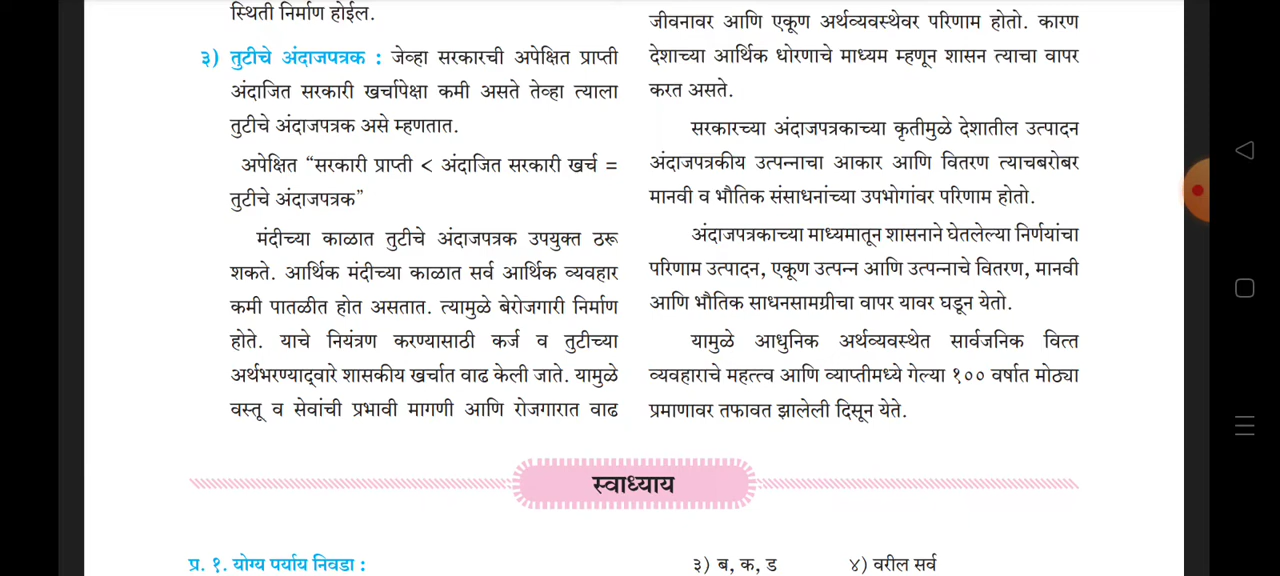 स्थिती निर्माण होईल.
३) तुटीचे अंदाजपत्रक : जेव्हा सरकारची अपेक्षित प्राप्ती
अंदाजित सरकारी खर्चापेक्षा कमी असते तेव्हा त्याला
तुटीचे अंदाजपत्रक असे म्हणतात.
अपेक्षित “सरकारी प्राप्ती < अंदाजित सरकारी खर्च =
तुटीचे अंदाजपत्रक”
मंदीच्या काळात तुटीचे अंदाजपत्रक उपयुक्त ठरू
शकते. आर्थिक मंदीच्या काळात सर्व आर्थिक व्यवहार
कमी पातळीत होत असतात. त्यामुळे बेरोजगारी निर्माण
होते. याचे नियंत्रण करण्यासाठी कर्ज व तुटीच्या
अर्थभरण्याद्वारे शासकीय खर्चात वाढ केली जाते. यामुळे
वस्तू व सेवांची प्रभावी मागणी आणि रोजगारात वाढ
जीवनावर आणि एकूण अर्थव्यवस्थेवर परिणाम होतो. कारण
देशाच्या आर्थिक धोरणाचे माध्यम म्हणून शासन त्याचा वापर
करत असते.
सरकारच्या अंदाजपत्रकाच्या कृतीमुळे देशातील उत्पादन
अंदाजपत्रकीय उत्पन्नाचा आकार आणि वितरण त्याचबरोबर
मानवी व भौतिक संसाधनांच्या उपभोगांवर परिणाम होतो.
अंदाजपत्रकाच्या माध्यमातून शासनाने घेतलेल्या निर्णयांचा
परिणाम उत्पादन, एकूण उत्पन्न आणि उत्पन्नाचे वितरण, मानवी
आणि भौतिक साधनसामग्रीचा वापर यावर घडून येतो.
यामुळे आधुनिक अर्थव्यवस्थेत सार्वजनिक वित्त
व्यवहाराचे महत्त्व आणि व्याप्तीमध्ये गेल्या १०० वर्षात मोठ्या
प्रमाणावर तफावत झालेली दिसून येते.
स्वाध्याय
प्र. १. योग्य पर्याय निवडा :
३) ब, क, ड ४) वरील सर्व